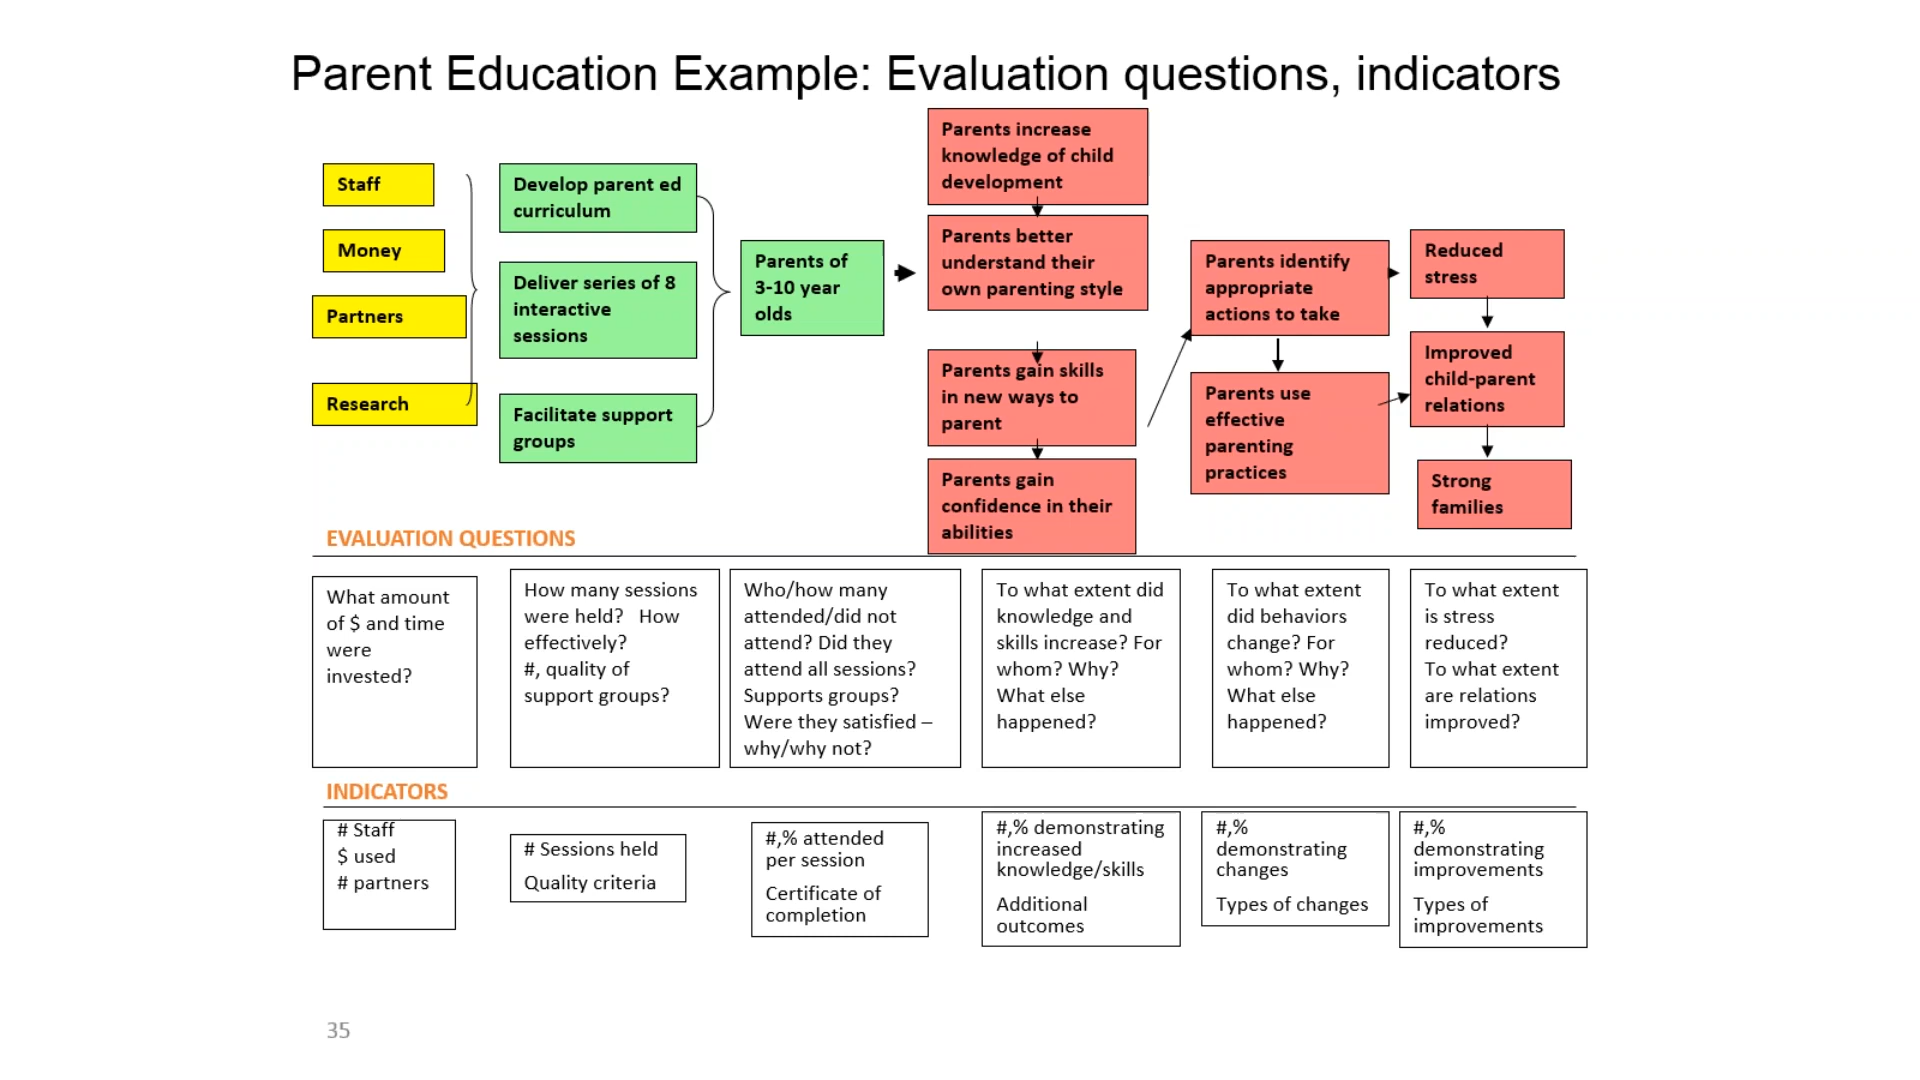 Parent Education Example: Evaluation questions, indicators
Staff
Money
Partners
Research
Develop parent ed
curriculum
Deliver series of 8
interactive
sessions
Facilitate support
groups
Parents of
3-10 year
olds
Parents increase
knowledge of child
development
Parents better
understand their
own parenting style
Parents gain skills
in new ways to
parent
Parents gain
confidence in their
abilities
Parents identify
appropriate
actions to take
Parents use
effective
parenting
practices
Reduced
stress
Improved
child-parent
relations
Strong
families
EVALUATION QUESTIONS
What amount
of $ and time
were
invested?
How many sessions
were held?   How
effectively?
#, quality of
support groups?
Who/how many
attended/did not
attend? Did they
attend all sessions?
Supports groups?
Were they satisfied –
why/why not?
To what extent did
knowledge and
skills increase? For
whom? Why?
What else
happened?
To what extent
did behaviors
change? For
whom? Why?
What else
happened?
To what extent
is stress
reduced?
To what extent
are relations
improved?
INDICATORS
# Staff
$ used
# partners
# Sessions held
Quality criteria
#,% attended
per session
Certificate of
completion
#,% demonstrating
increased
knowledge/skills
Additional
outcomes
#,%
demonstrating
changes
Types of changes
#,%
demonstrating
improvements
Types of
improvements
35